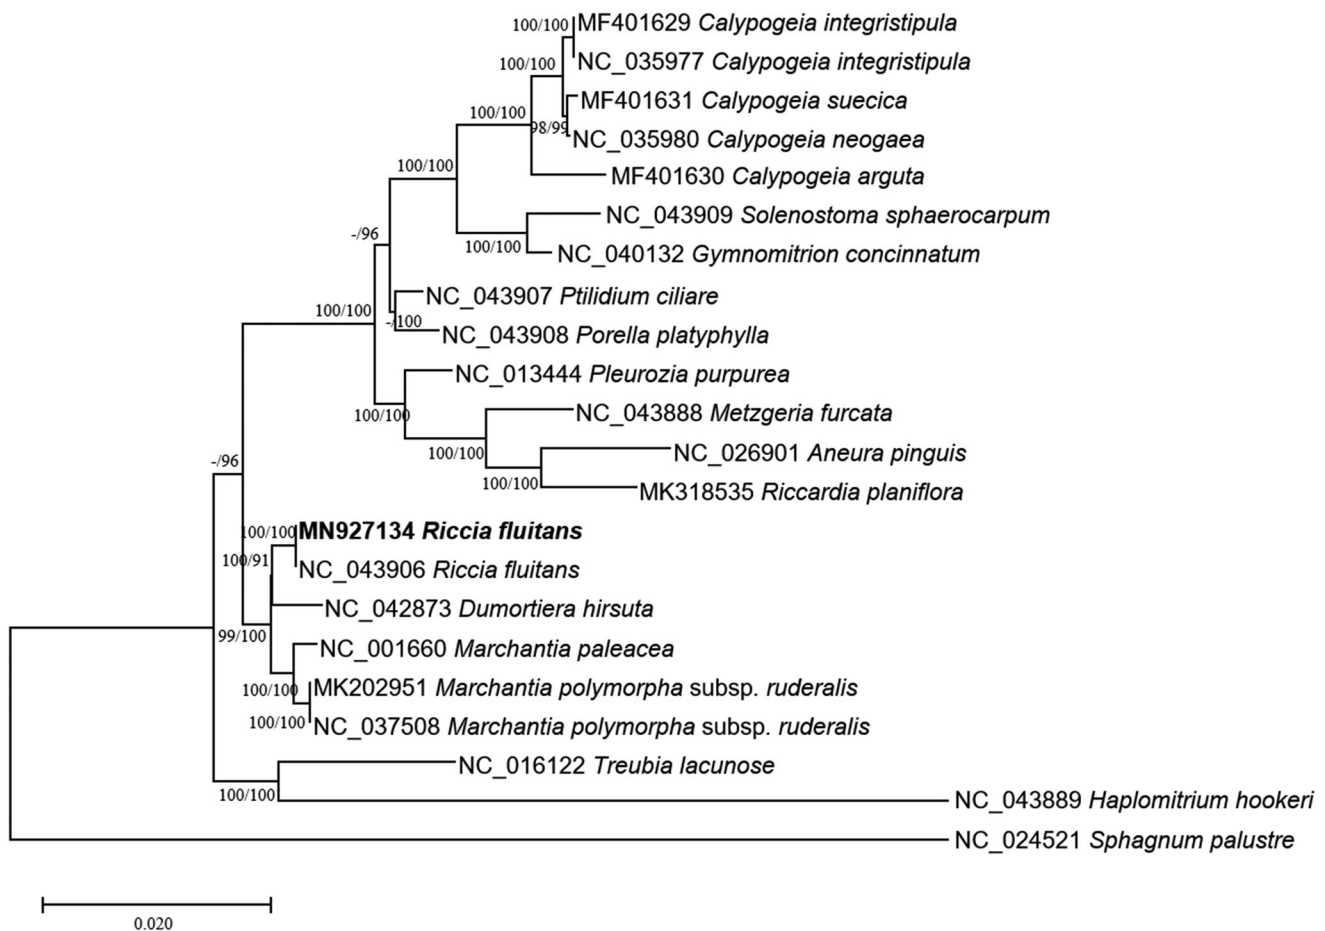 100/100 MF401629 Calypogeia integristipula
NC_035977 Calypogeia integristipula
100/100
MF401631 Calypogeia suecica
100/100
98/99
NC_035980 Calypogeia neogaea
100/100
MF401630 Calypogeia arguta
NC_043909 Solenostoma sphaerocarpum
-/96
100/100
NC_040132 Gymnomitrion concinnatum
NC_043907 Ptilidium ciliare
100/100
-/100
NC_043908 Porella platyphylla
NC_013444 Pleurozia purpurea
100/100
NC_043888 Metzgeria furcata
100/100
NC_026901 Aneura pinguis
-/96
100/100
MK318535 Riccardia planiflora
100/100 MN927134 Riccia fluitans
100/91
NC_043906 Riccia fluitans
NC_042873 Dumortiera hirsuta
99/100
NC_001660 Marchantia paleacea
100/100
MK202951 Marchantia polymorpha subsp. ruderalis
100/100
NC_037508 Marchantia polymorpha subsp. ruderalis
NC_016122 Treubia lacunose
100/100
NC_043889 Haplomitrium hookeri
NC_024521 Sphagnum palustre
0.020